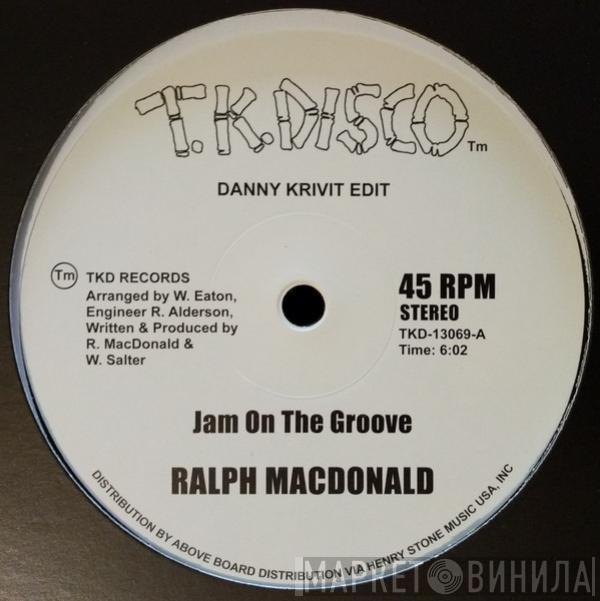 T.K.DISCO Tm
DANNY KRIVIT EDIT
Tm TKD RECORDS
Arranged by W. Eaton,
Engineer R. Alderson,
Written & Produced by
R. MacDonald &
W. Salter
45 RPM
STEREO
TKD-13069-A
Time: 6:02
Jam On The Groove
RALPH MACDONALD
DISTRIBUTION BY ABOVE BOARD DISTRIBUTION VIA HENRY STONE MUSIC USA, INC
МАРКЕТ ВИНИЛА